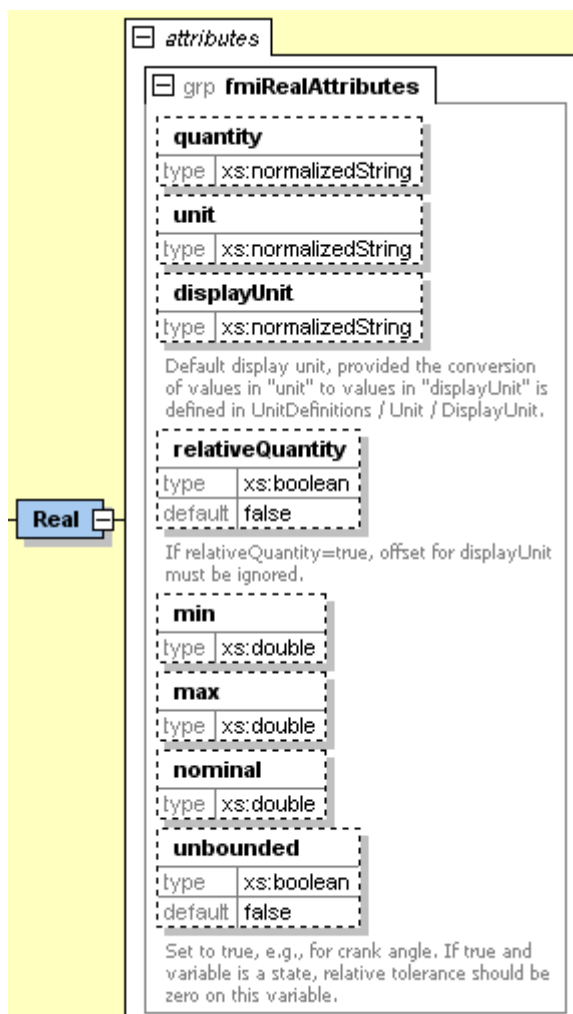 attributes
grp fmiRealAttributes
quantity
type xs:normalizedString
unit
type xs:normalizedString
displayUnit
type xs:normalizedString
Default display unit, provided the conversion
of values in "unit" to values in "displayUnit" is
defined in UnitDefinitions / Unit / DisplayUnit.
relativeQuantity
type xs:boolean
default false
Real
If relativeQuantity=true, offset for displayUnit
must be ignored.
min
type xs:double
max
type xs:double
nominal
type xs:double
unbounded
type xs:boolean
default false
Set to true, e.g., for crank angle. If true and
variable is a state, relative tolerance should be
zero on this variable.